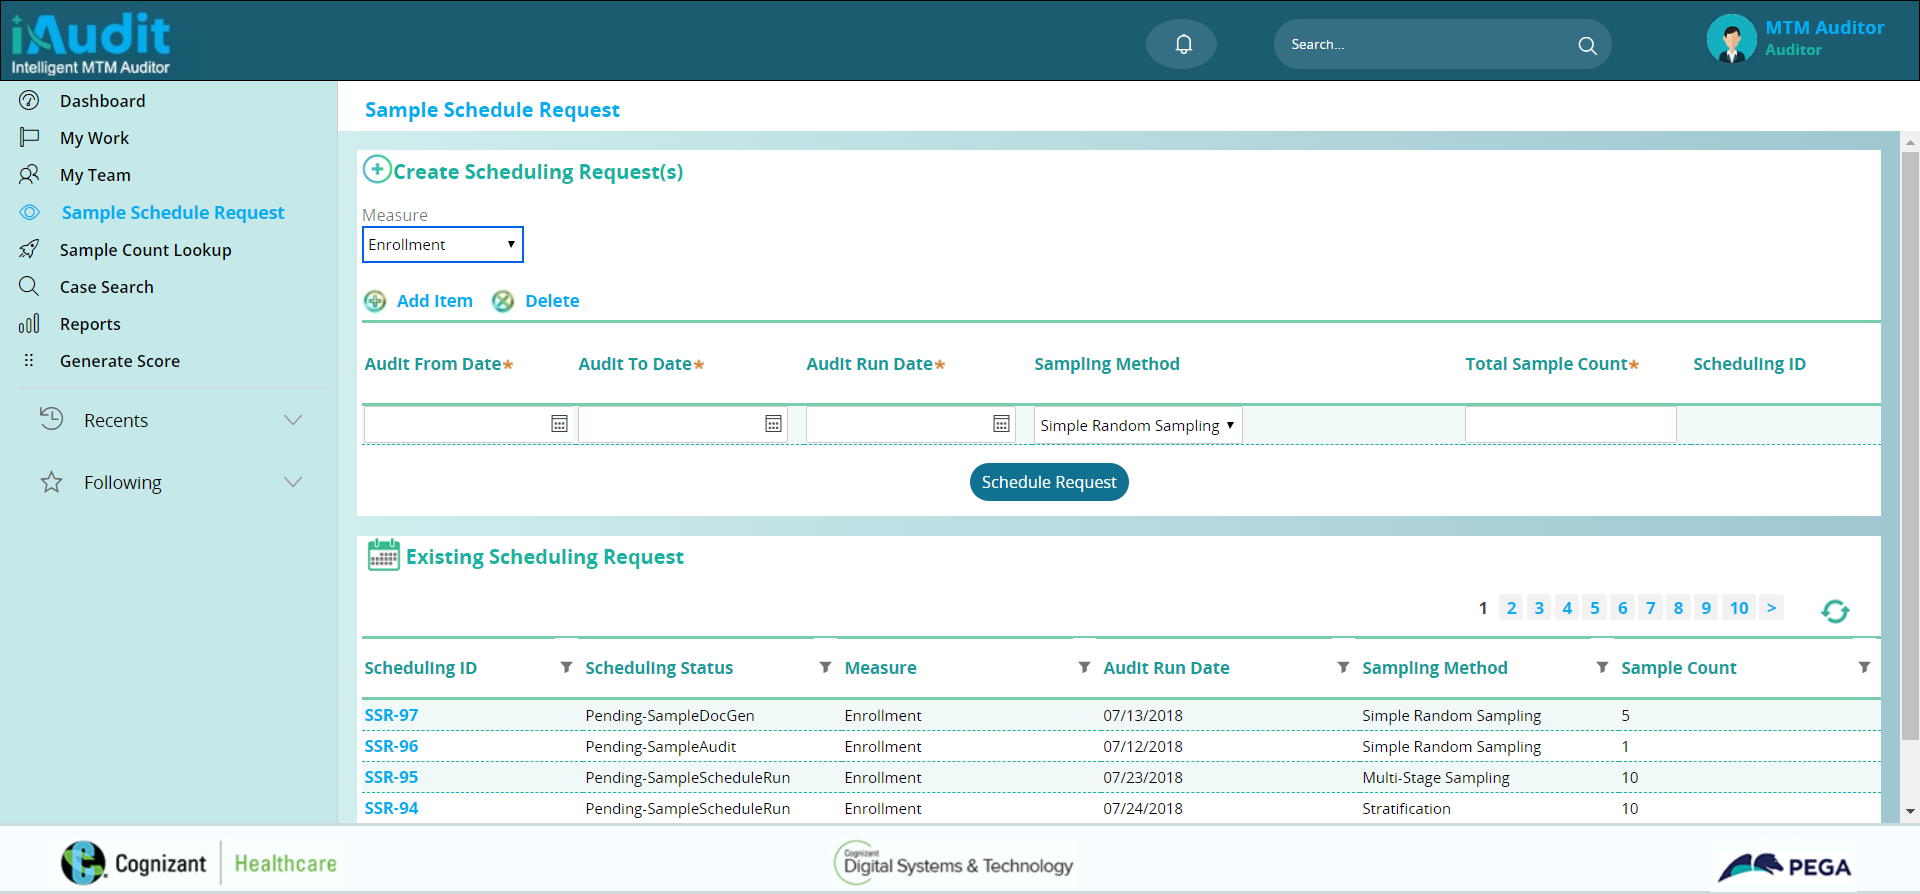 iAudit
Intelligent MTM Auditor
Search...
MTM Auditor
Auditor
Dashboard
My Work
My Team
Sample Schedule Request
Sample Count Lookup
Case Search
Reports
Generate Score
Recents
Following
Sample Schedule Request
Create Scheduling Request(s)
Measure
Enrollment
Add Item Delete
Audit From Date* Audit To Date* Audit Run Date* Sampling Method Total Sample Count* Scheduling ID
Simple Random Sampling
Schedule Request
Existing Scheduling Request
1 2 3 4 5 6 7 8 9 10 >
Scheduling ID Scheduling Status Measure Audit Run Date Sampling Method Sample Count
SSR-97 Pending-SampleDocGen Enrollment 07/13/2018 Simple Random Sampling 5
SSR-96 Pending-SampleAudit Enrollment 07/12/2018 Simple Random Sampling 1
SSR-95 Pending-SampleScheduleRun Enrollment 07/23/2018 Multi-Stage Sampling 10
SSR-94 Pending-SampleScheduleRun Enrollment 07/24/2018 Stratification 10
Cognizant Healthcare
Cognizant
Digital Systems & Technology
PEGA